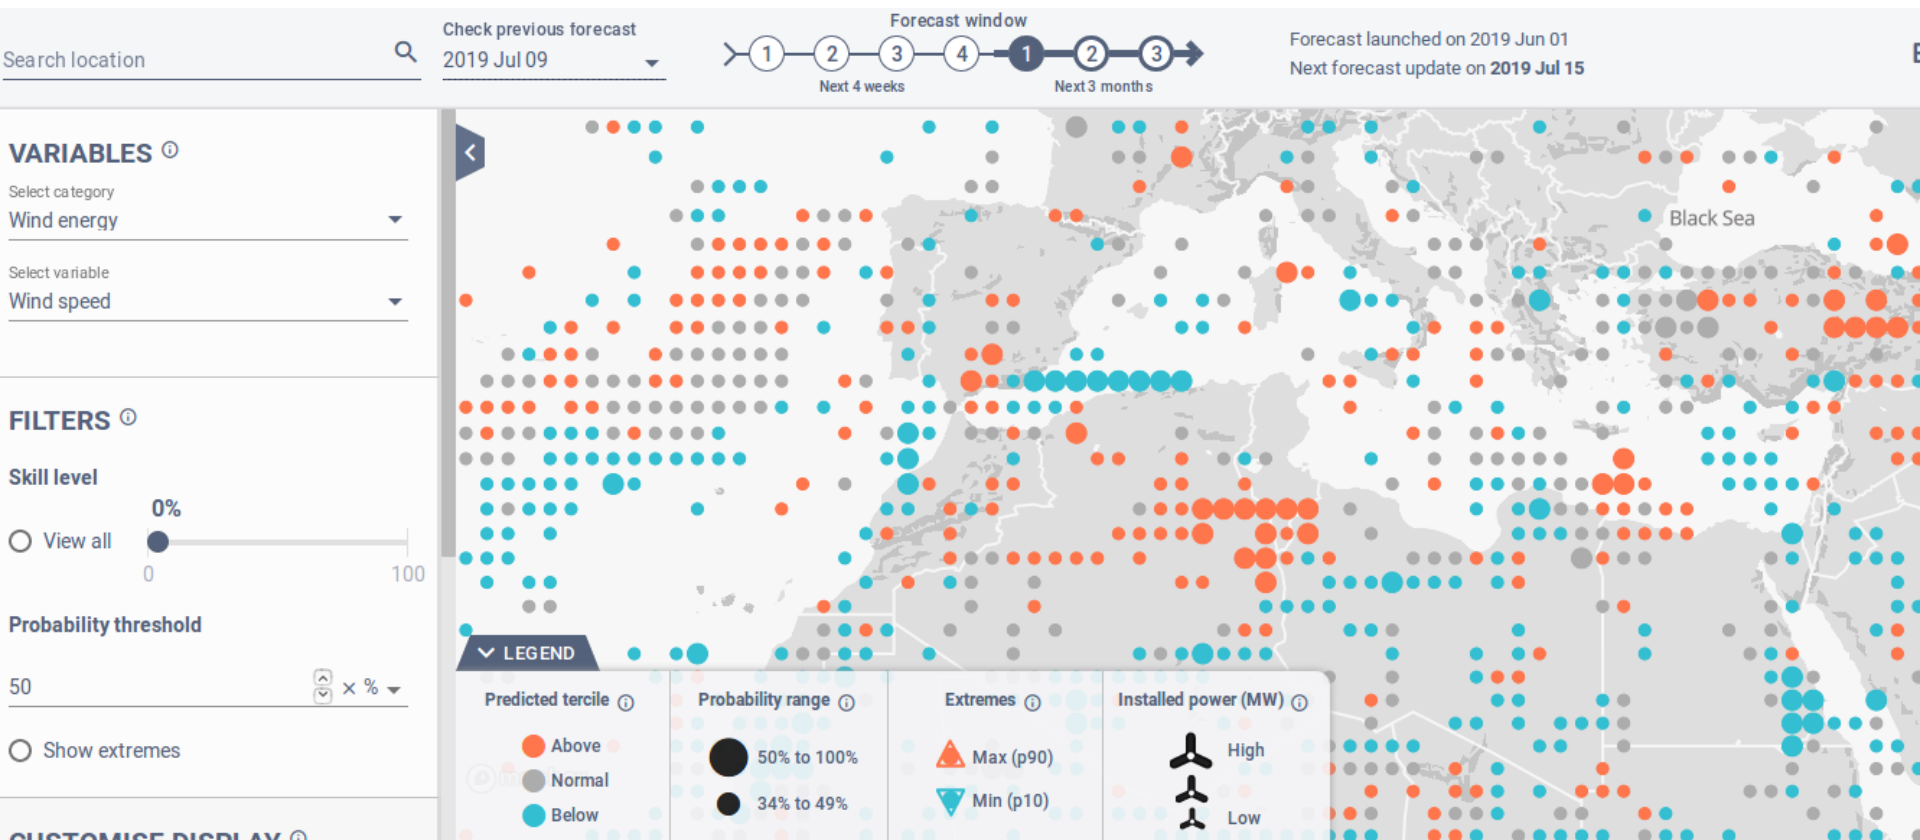 Search location
Check previous forecast
2019 Jul 09
Forecast window
1 2 3 4 1 2 3
Next 4 weeks
Next 3 months
Forecast launched on 2019 Jun 01
Next forecast update on 2019 Jul 15
VARIABLES
Select category
Wind energy
Select variable
Wind speed
FILTERS
Skill level
0%
View all
0 100
Probability threshold
50 × %
Show extremes
CUSTOMISE DISPLAY
Black Sea
LEGEND
Predicted tercile
Above
Normal
Below
Probability range
50% to 100%
34% to 49%
Extremes
Max (p90)
Min (p10)
Installed power (MW)
High
Low